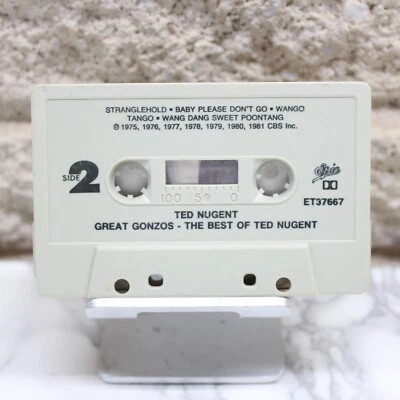 STRANGLEHOLD • BABY PLEASE DON'T GO • WANGO
TANGO • WANG DANG SWEET POONTANG
℗ 1975, 1976, 1977, 1978, 1979, 1980, 1981 CBS Inc.
SIDE 2
100 5 0
Epic
ET37667
TED NUGENT
GREAT GONZOS - THE BEST OF TED NUGENT